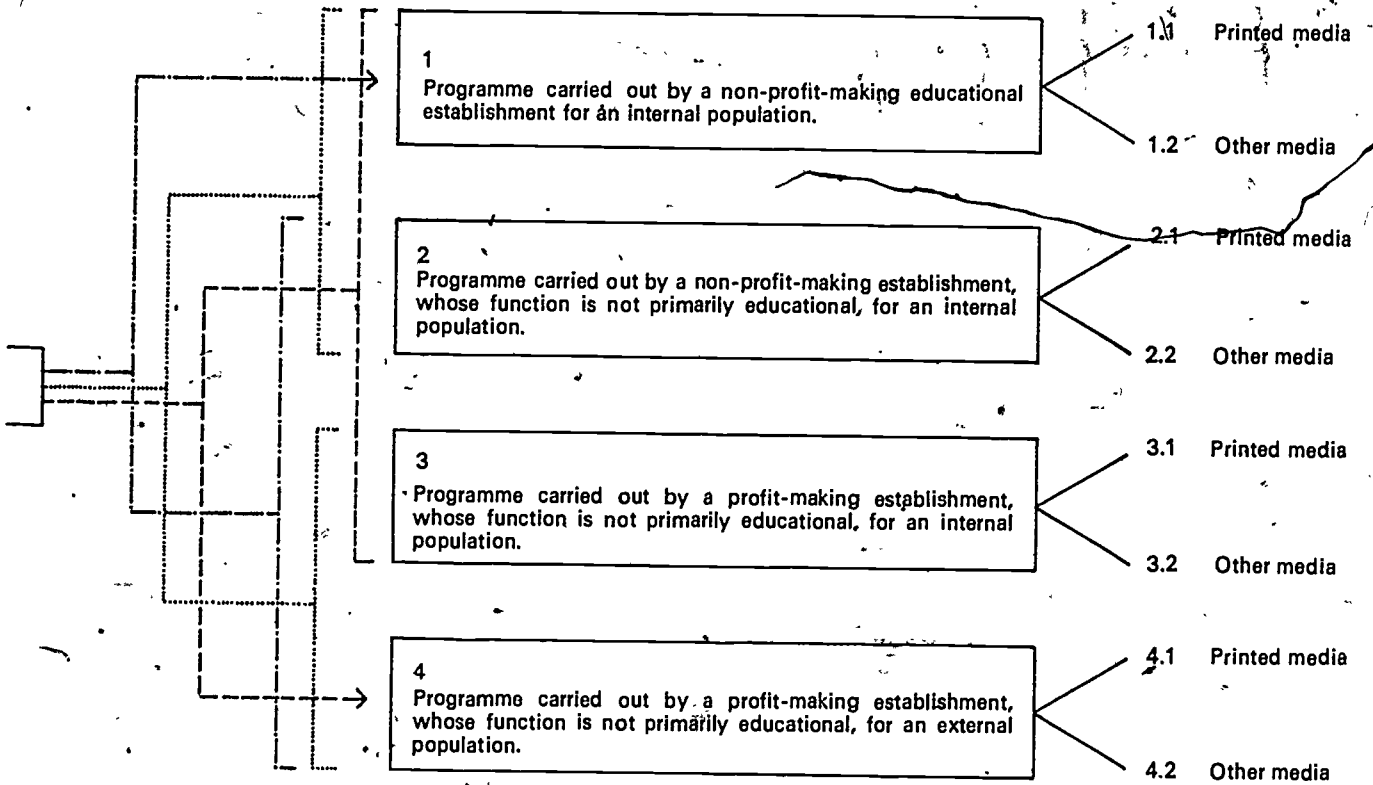 1
Programme carried out by a non-profit-making educational
establishment for an internal population.
1.1 Printed media
1.2 Other media
2
Programme carried out by a non-profit-making establishment,
whose function is not primarily educational, for an internal
population.
2.1 Printed media
2.2 Other media
3
Programme carried out by a profit-making establishment,
whose function is not primarily educational, for an internal
population.
3.1 Printed media
3.2 Other media
4
Programme carried out by a profit-making establishment,
whose function is not primarily educational, for an external
population.
4.1 Printed media
4.2 Other media